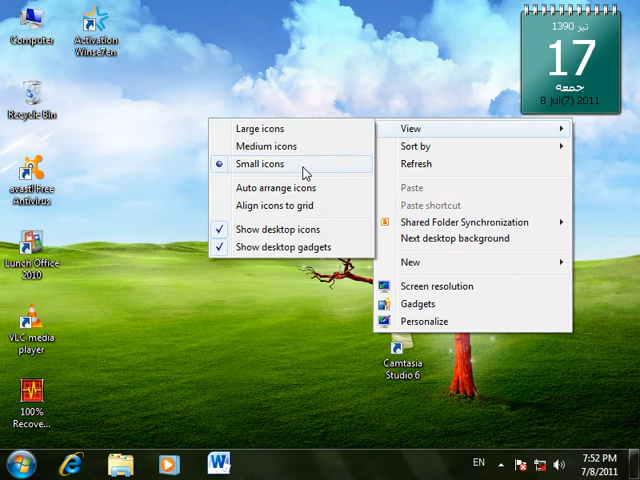 Computer
Activation
Winse7en
Recycle Bin
avast! Free
Antivirus
Lunch Office
2010
VLC media
player
100%
Recove...
تیر 1390
17
جمعه
8 jul(7) 2011
Large icons
Medium icons
Small icons
Auto arrange icons
Align icons to grid
Show desktop icons
Show desktop gadgets
View
Sort by
Refresh
Paste
Paste shortcut
Shared Folder Synchronization
Next desktop background
New
Screen resolution
Gadgets
Personalize
Camtasia
Studio 6
EN
7:52 PM
7/8/2011